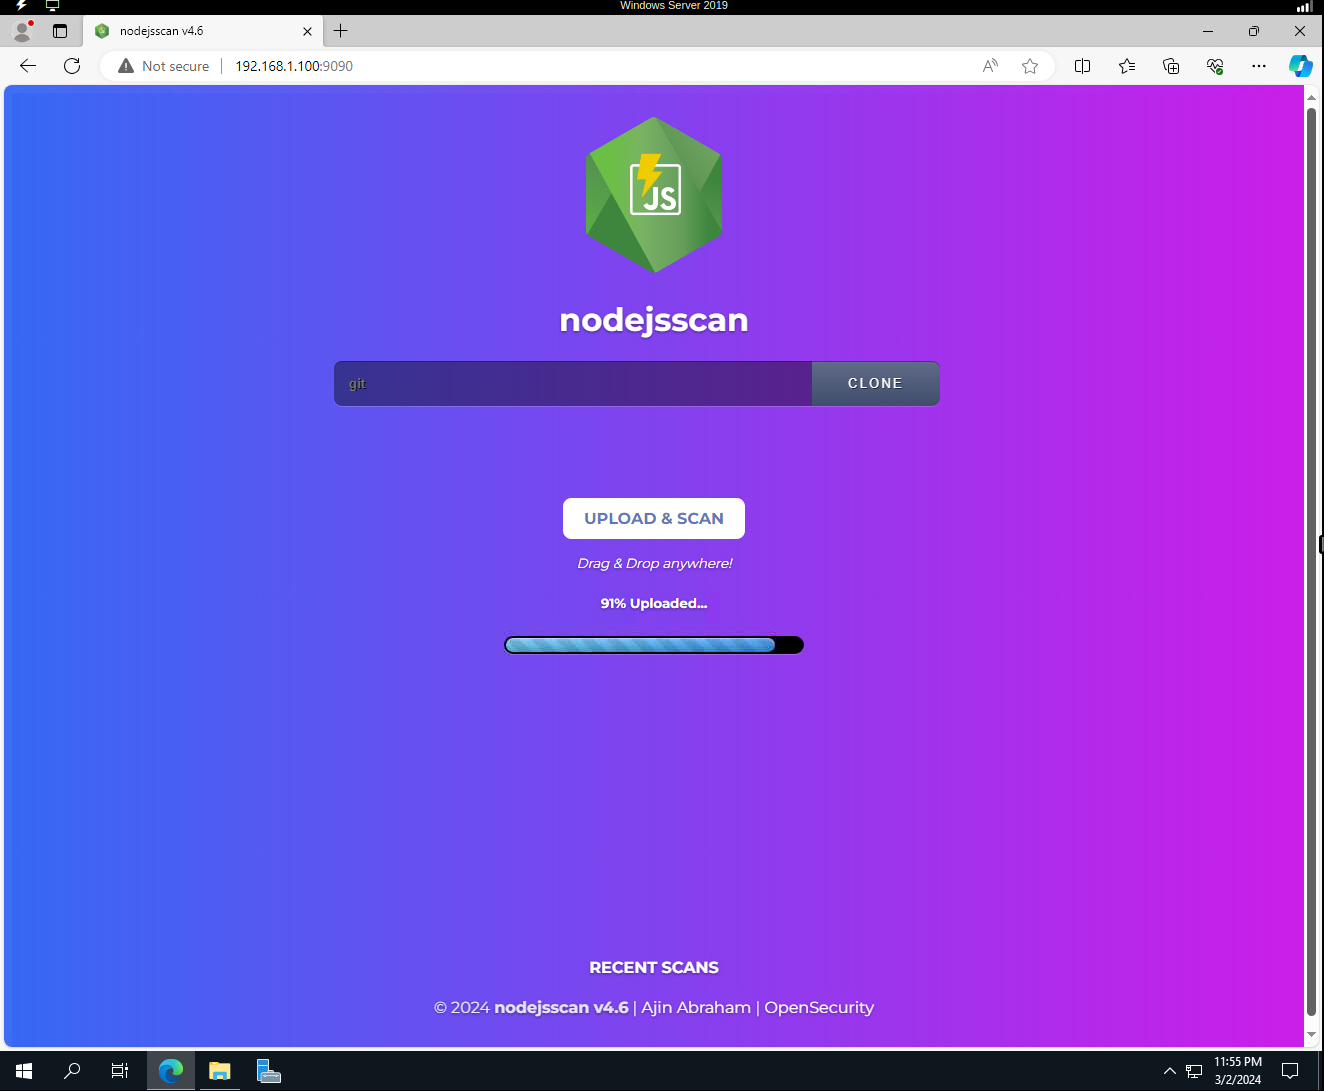 Windows Server 2019
nodejsscan v4.6
Not secure
192.168.1.100:9090
JS
nodejsscan
git
CLONE
UPLOAD & SCAN
Drag & Drop anywhere!
91% Uploaded...
RECENT SCANS
© 2024 nodejsscan v4.6 | Ajin Abraham | OpenSecurity
11:55 PM
3/2/2024